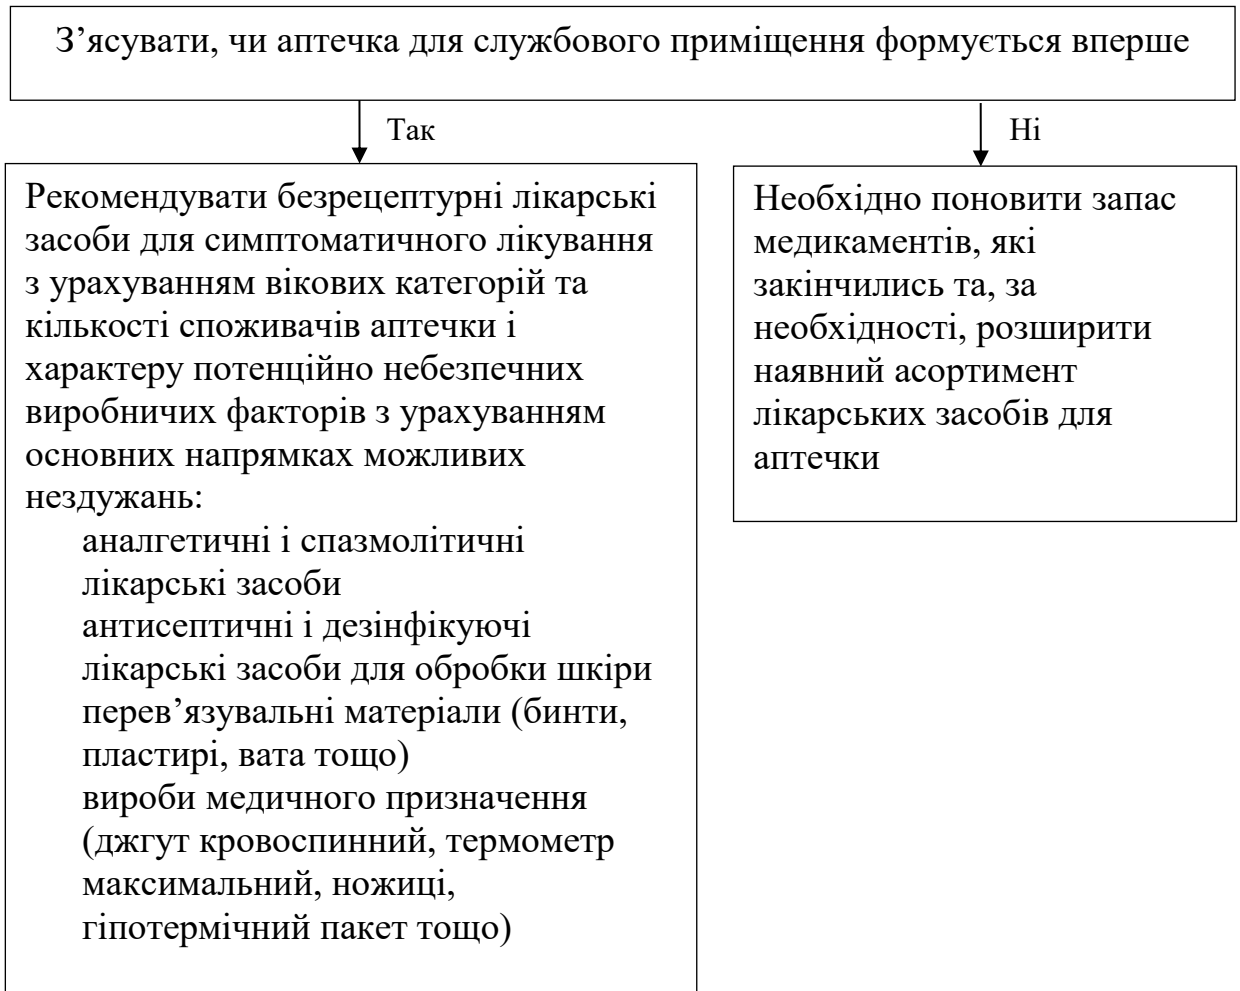 З’ясувати, чи аптечка для службового приміщення формується вперше
Так
Ні
Рекомендувати безрецептурні лікарські
засоби для симптоматичного лікування
з урахуванням вікових категорій та
кількості споживачів аптечки і
характеру потенційно небезпечних
виробничих факторів з урахуванням
основних напрямках можливих
нездужань:
аналгетичні і спазмолітичні
лікарські засоби
антисептичні і дезінфікуючі
лікарські засоби для обробки шкіри
перев’язувальні матеріали (бинти,
пластирі, вата тощо)
вироби медичного призначення
(джгут кровоспинний, термометр
максимальний, ножиці,
гіпотермічний пакет тощо)
Необхідно поновити запас
медикаментів, які
закінчились та, за
необхідності, розширити
наявний асортимент
лікарських засобів для
аптечки